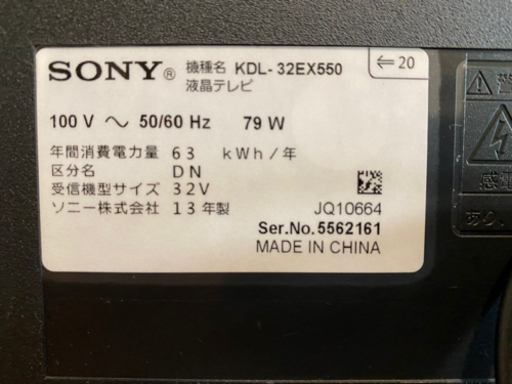 SONY® 機種名 KDL-32EX550
液晶テレビ
⇐20
100 V ～ 50/60 Hz 79 W
年間消費電力量 63 kWh/年
区分名 DN
受信機型サイズ 32V
ソニー株式会社 13年製
JQ10664
Ser.No.5562161
MADE IN CHINA
感電